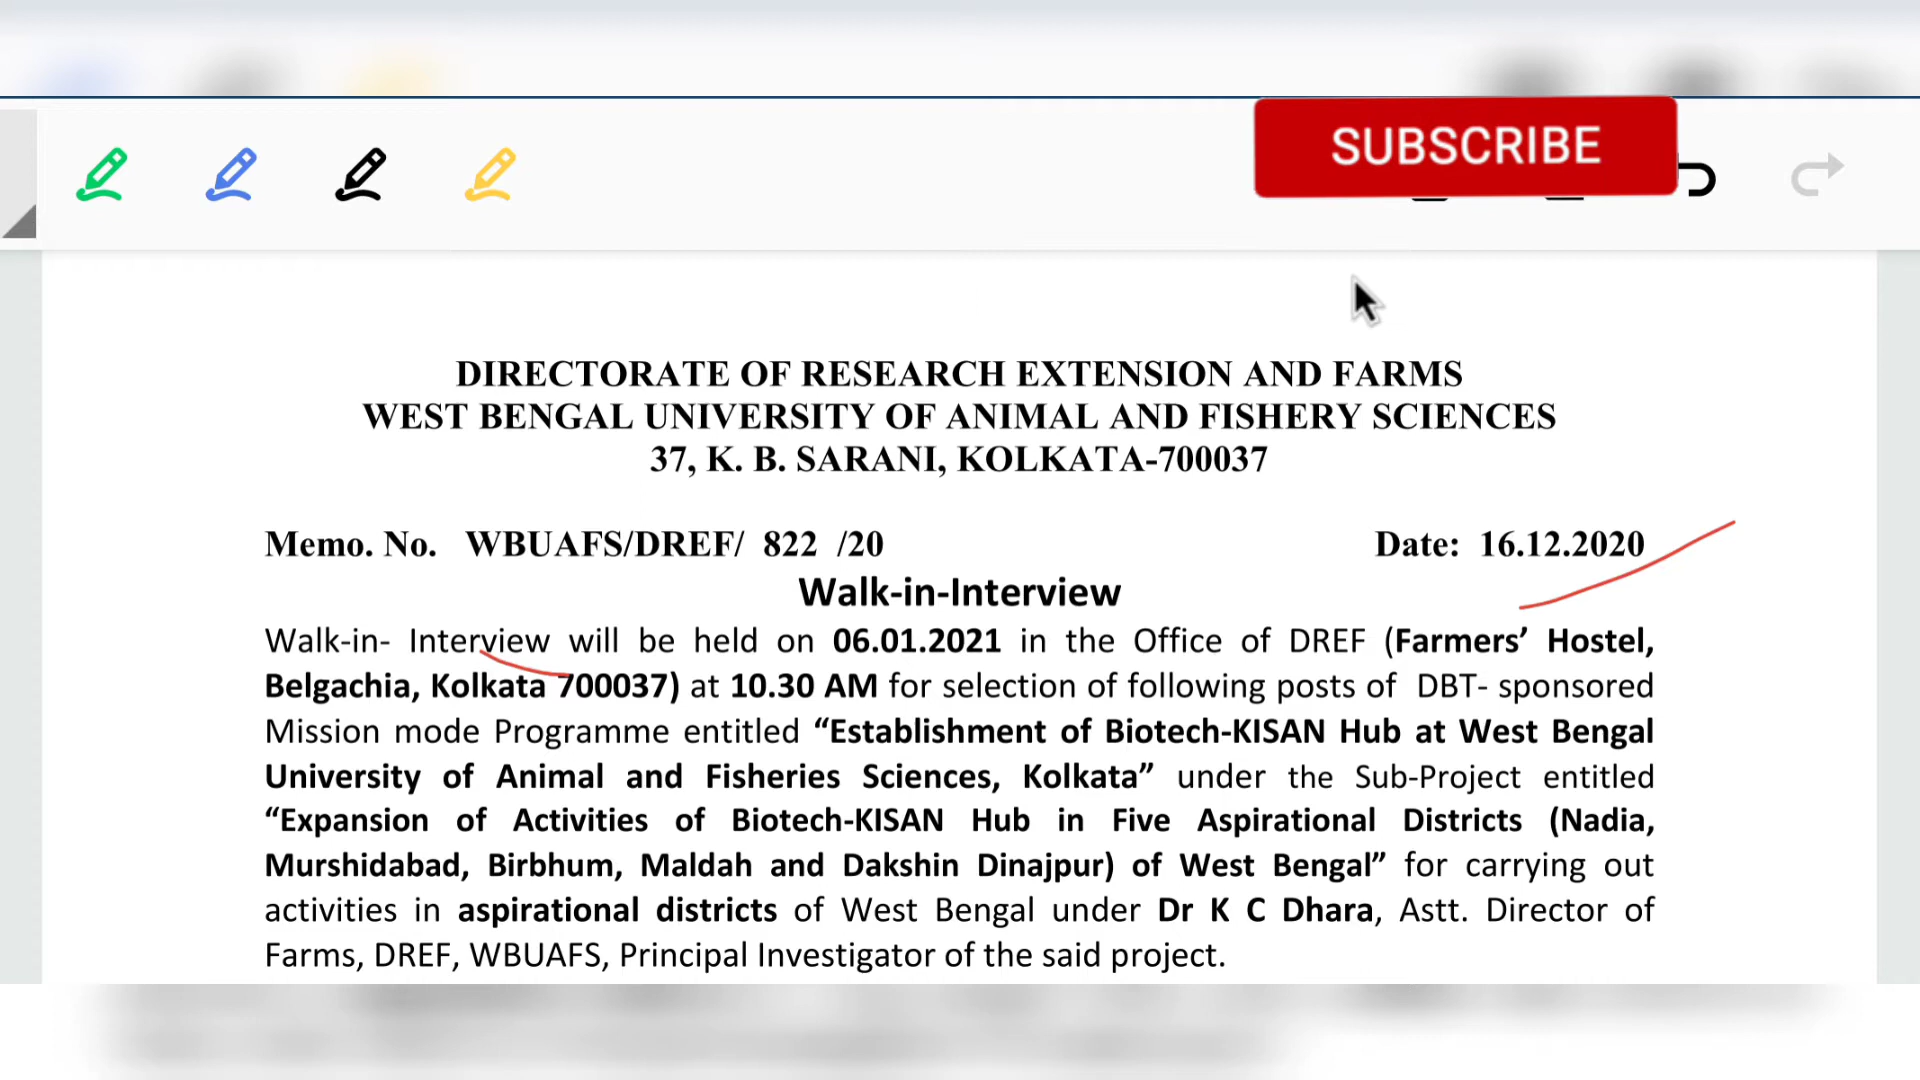 SUBSCRIBE
DIRECTORATE OF RESEARCH EXTENSION AND FARMS
WEST BENGAL UNIVERSITY OF ANIMAL AND FISHERY SCIENCES
37, K. B. SARANI, KOLKATA-700037
Memo. No. WBUAFS/DREF/ 822 /20 Date: 16.12.2020
Walk-in-Interview
Walk-in- Interview will be held on 06.01.2021 in the Office of DREF (Farmers’ Hostel,
Belgachia, Kolkata 700037) at 10.30 AM for selection of following posts of DBT- sponsored
Mission mode Programme entitled “Establishment of Biotech-KISAN Hub at West Bengal
University of Animal and Fisheries Sciences, Kolkata” under the Sub-Project entitled
“Expansion of Activities of Biotech-KISAN Hub in Five Aspirational Districts (Nadia,
Murshidabad, Birbhum, Maldah and Dakshin Dinajpur) of West Bengal” for carrying out
activities in aspirational districts of West Bengal under Dr K C Dhara, Astt. Director of
Farms, DREF, WBUAFS, Principal Investigator of the said project.